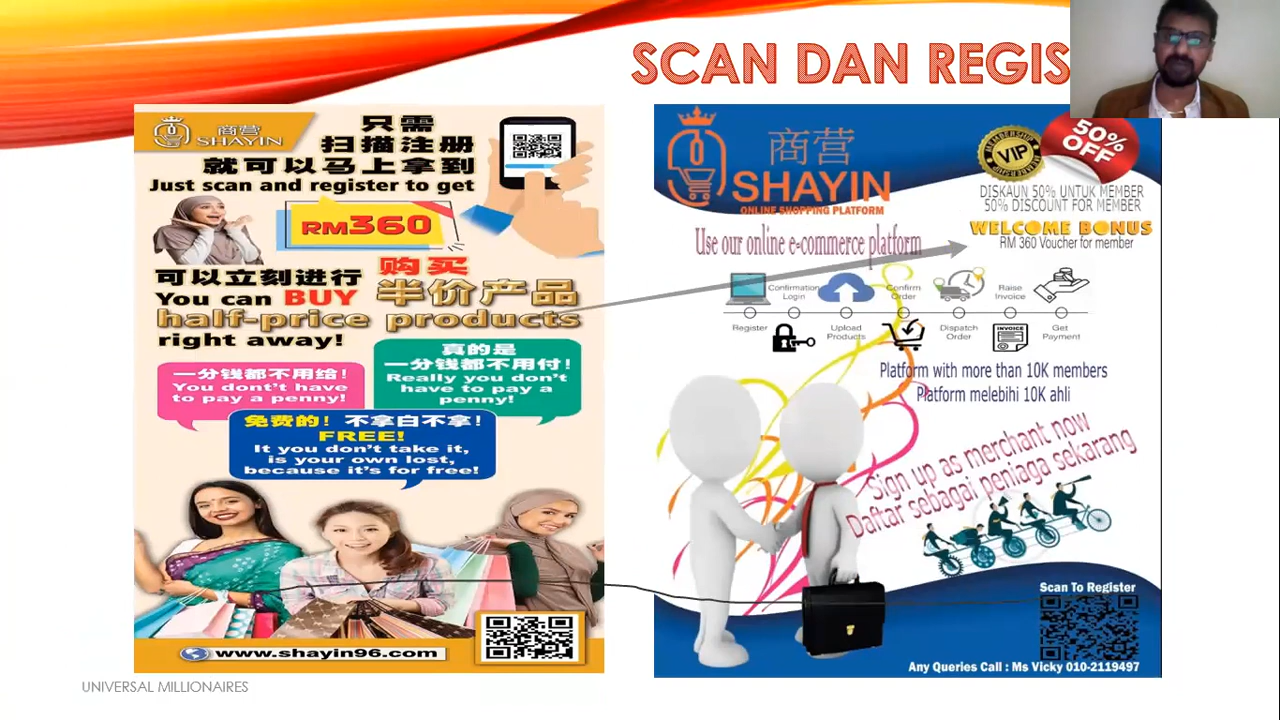 SCAN DAN REGIS
商营
SHAYIN
只需
扫描注册
就可以马上拿到
Just scan and register to get
RM360
可以立刻进行
购买
You can BUY
半价产品
half-price products
right away!
一分钱都不用给!
You dont't have
to pay a penny!
真的是
一分钱都不用付!
Really you don't
have to pay a
penny!
免费的! 不拿白不拿!
FREE!
It you don't take it,
is your own lost,
because it's for free!
www.shayin96.com
商营
SHAYIN
ONLINE SHOPPING PLATFORM
MEMBERSHIP
VIP
50%
OFF
DISKAUN 50% UNTUK MEMBER
50% DISCOUNT FOR MEMBER
WELCOME BONUS
RM 360 Voucher for member
Use our online e-commerce platform
Confirmation
Login
Confirm
Order
Raise
Invoice
Register
Upload
Products
Dispatch
Order
INVOICE
Get
Payment
Platform with more than 10K members
Platform melebihi 10K ahli
Sign up as merchant now
Daftar sebagai peniaga sekarang
Scan To Register
Any Queries Call : Ms Vicky 010-2119497
UNIVERSAL MILLIONAIRES